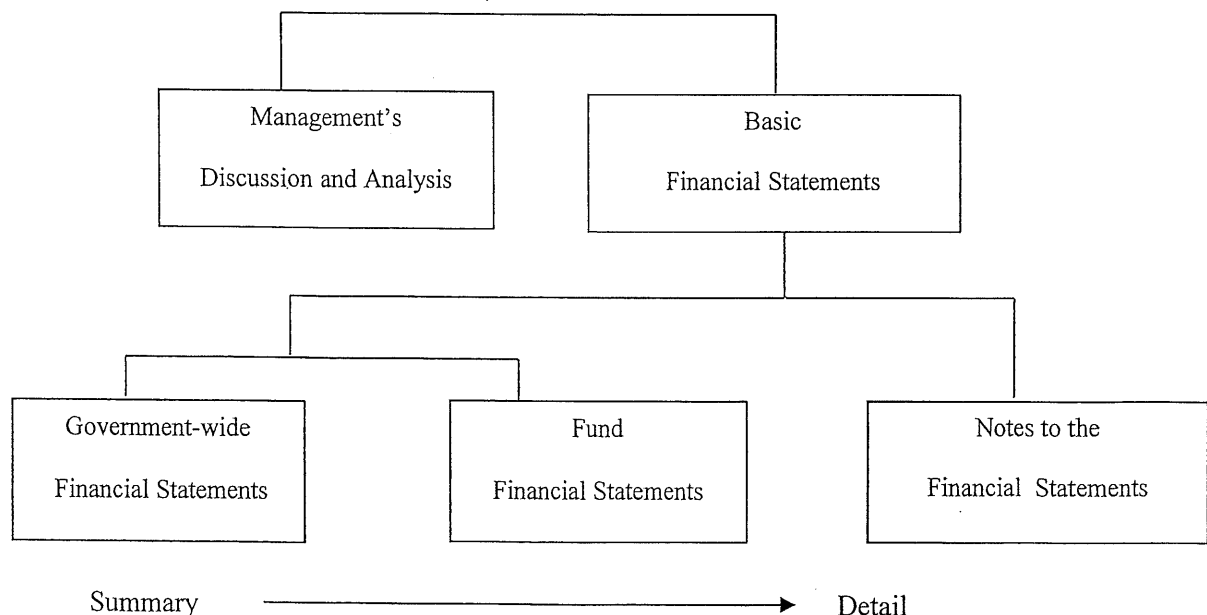 Management's
Discussion and Analysis
Basic
Financial Statements
Government-wide
Financial Statements
Fund
Financial Statements
Notes to the
Financial Statements
Summary
Detail